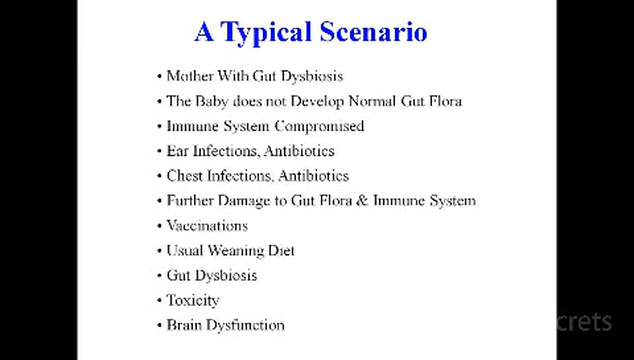 A Typical Scenario
• Mother With Gut Dysbiosis
• The Baby does not Develop Normal Gut Flora
• Immune System Compromised
• Ear Infections, Antibiotics
• Chest Infections, Antibiotics
• Further Damage to Gut Flora & Immune System
• Vaccinations
• Usual Weaning Diet
• Gut Dysbiosis
• Toxicity
• Brain Dysfunction
crets